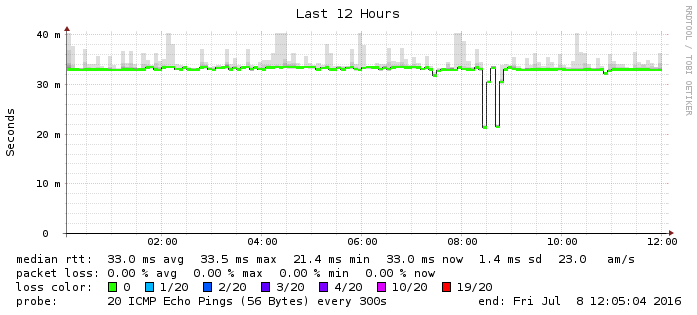 Last 12 Hours
RRDTOOL / TOBI OETIKER
Seconds
40 m
30 m
20 m
10 m
0
02:00 04:00 06:00 08:00 10:00 12:00
median rtt: 33.0 ms avg 33.5 ms max 21.4 ms min 33.0 ms now 1.4 ms sd 23.0 am/s
packet loss: 0.00 % avg 0.00 % max 0.00 % min 0.00 % now
loss color: 0 1/20 2/20 3/20 4/20 10/20 19/20
probe: 20 ICMP Echo Pings (56 Bytes) every 300s end: Fri Jul 8 12:05:04 2016